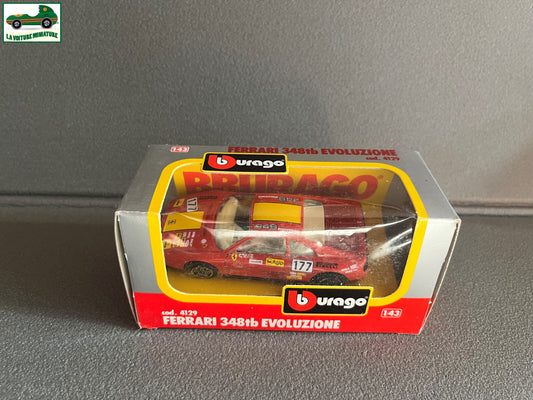 LA VOITURE MINIATURE
1:43
FERRARI 348tb EVOLUZIONE
cod. 4129
burago
BBURAGO
177
177
cod. 4129
FERRARI 348tb EVOLUZIONE
burago
1:43